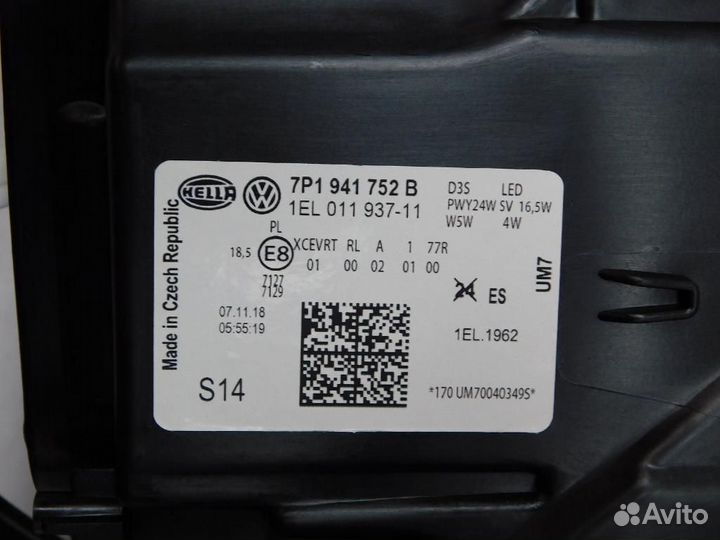 HELLA
VW
7P1 941 752 B
1EL 011 937-11
D3S LED
PWY24W SV 16,5W
W5W 4W
PL
18,5 E8
XCEVRT RL A 1 77R
01 00 02 01 00
7127
7129
07.11.18
05:55:19
24 ES
1EL.1962
S14
*170 UM70040349S*
Made in Czech Republic
UM7
Avito